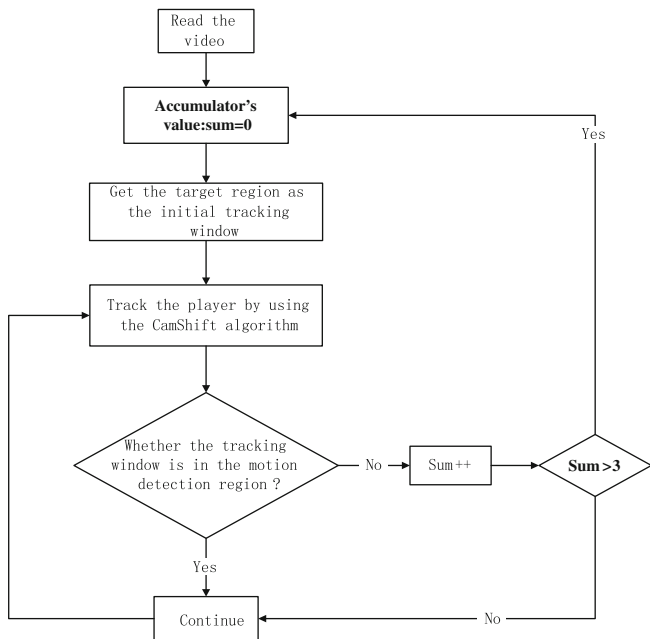 Read the
video
Accumulator's
value:sum=0
Yes
Get the target region as
the initial tracking
window
Track the player by using
the CamShift algorithm
Whether the tracking
window is in the motion
detection region?
No
Sum++
Sum>3
Yes
Continue
No